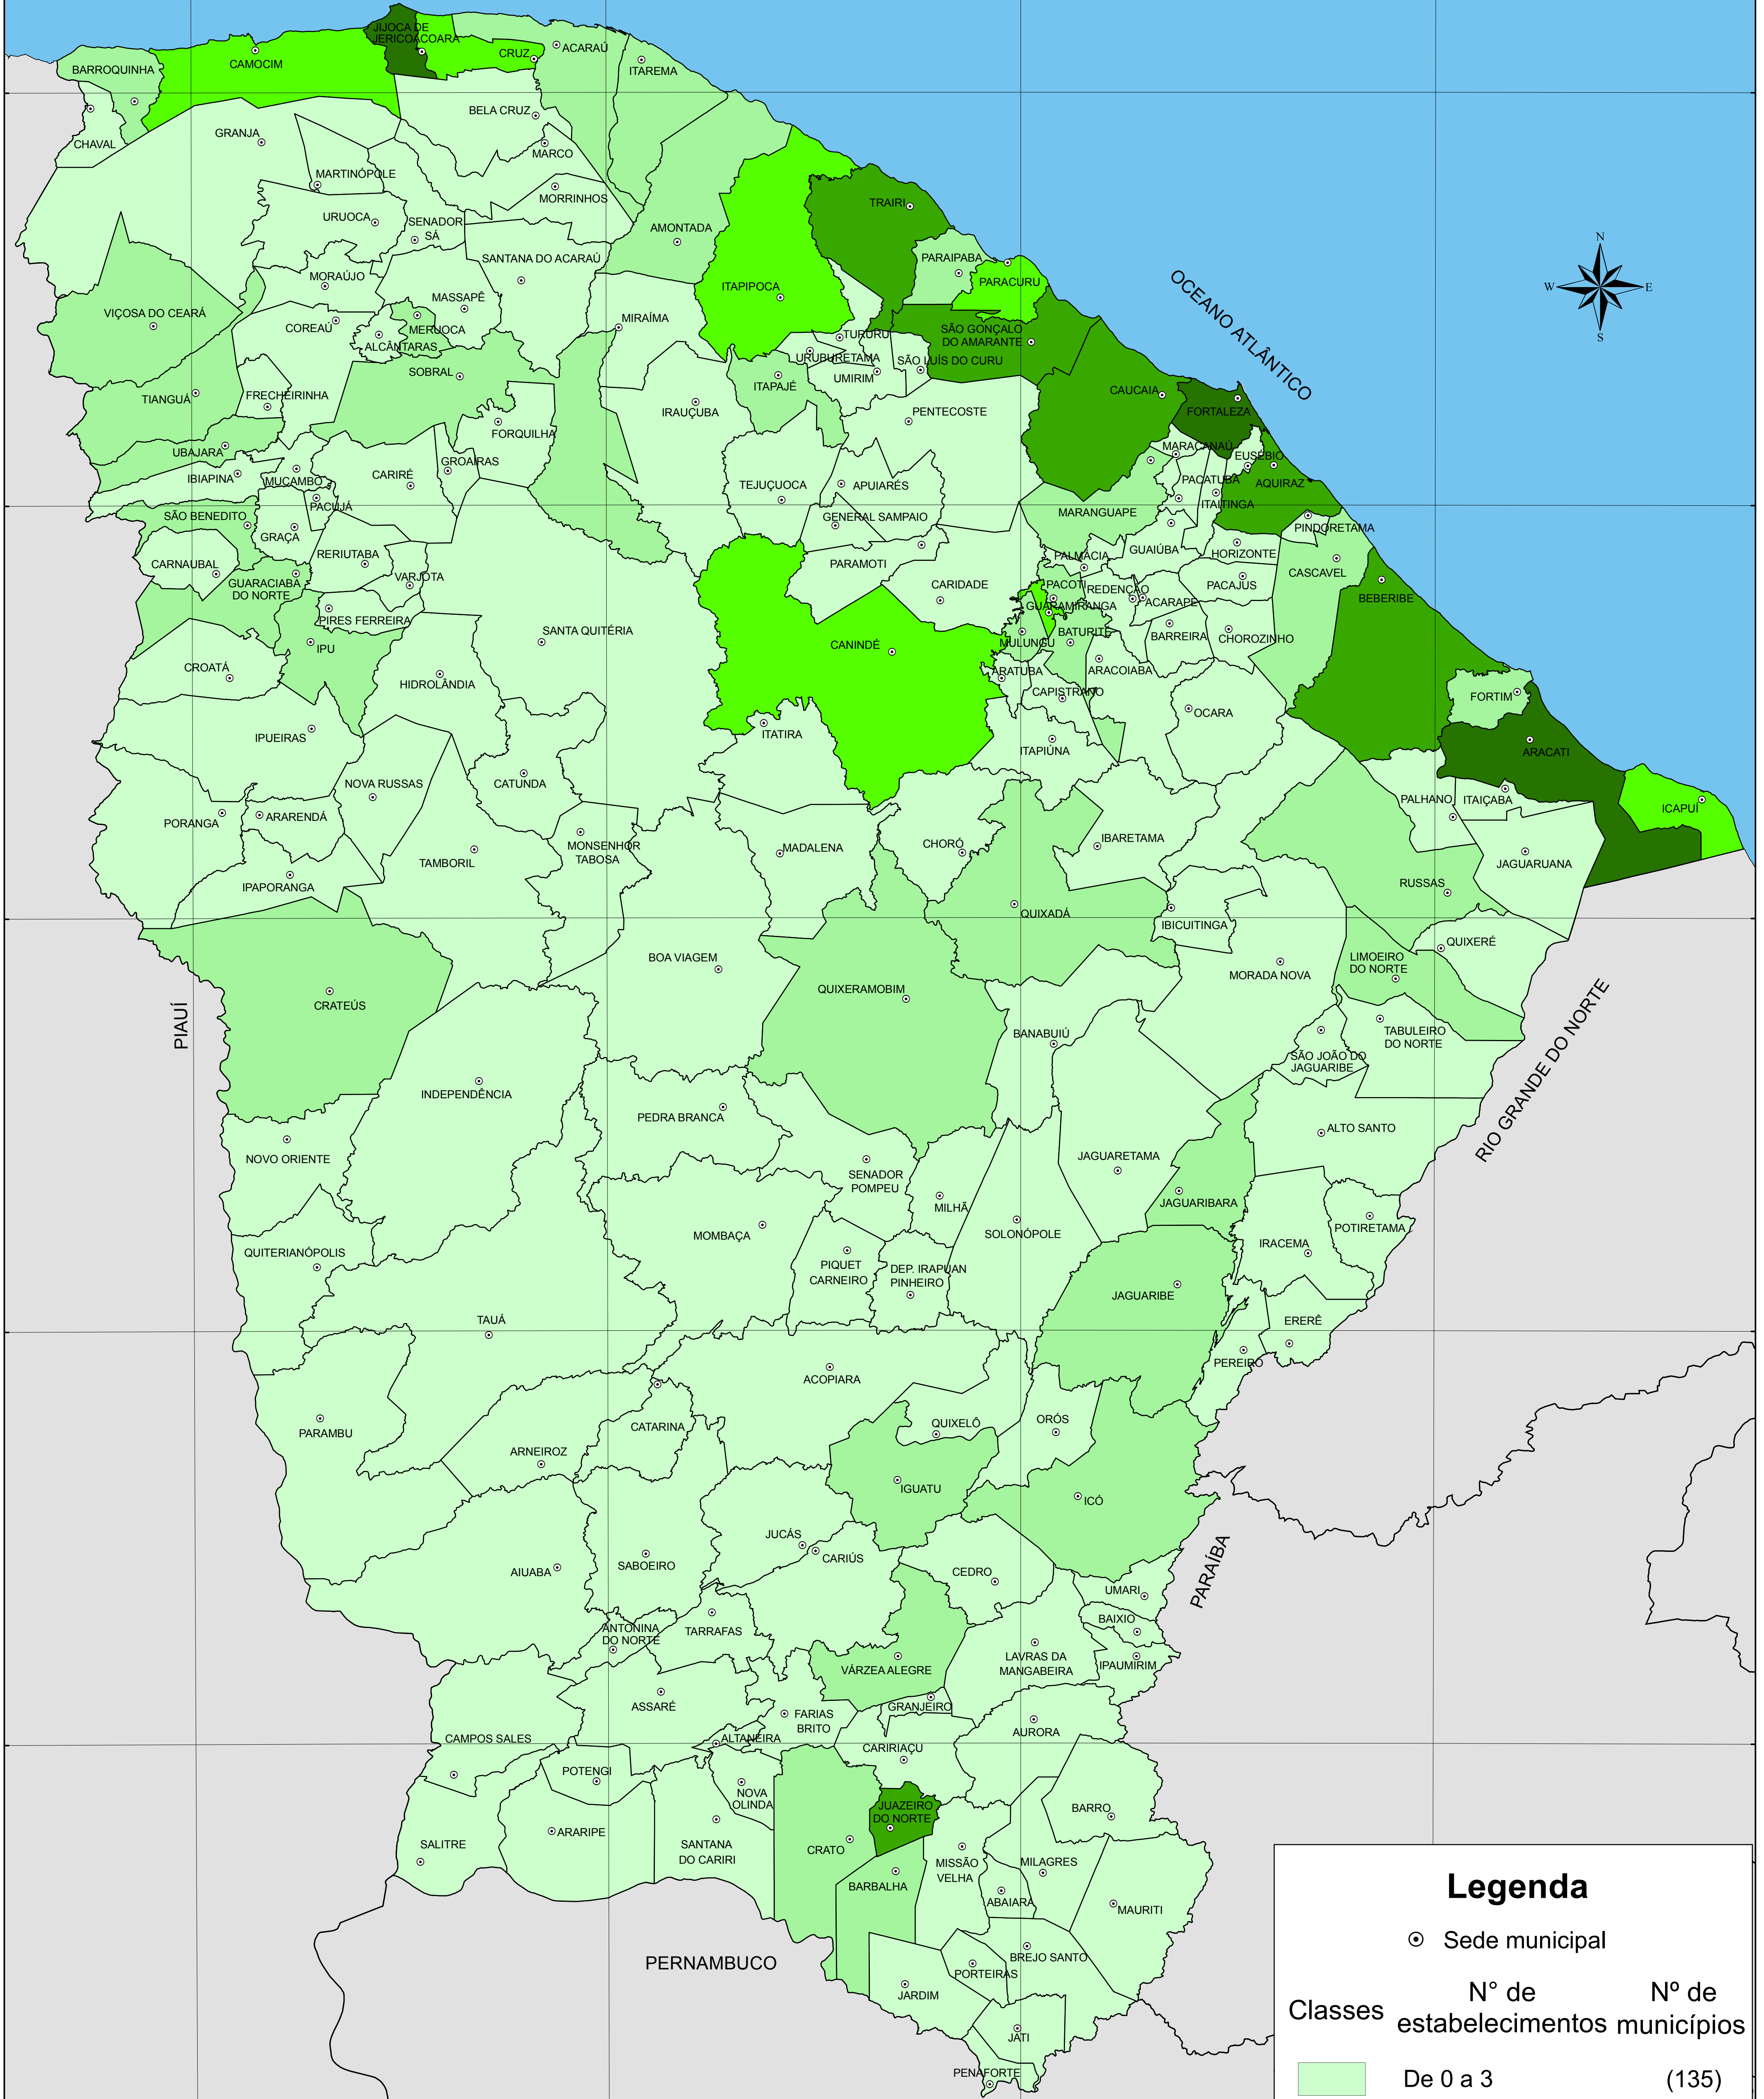 JIJOCA DE
JERICOACOARA
CRUZ
ACARAÚ
CAMOCIM
BARROQUINHA
ITAREMA
BELA CRUZ
GRANJA
CHAVAL
MARCO
MARTINÓPOLE
MORRINHOS
TRAIRI
URUOCA
SENADOR
SÁ
AMONTADA
N
W
E
S
SANTANA DO ACARAÚ
PARAIPABA
MORAÚJO
PARACURU
ITAPIPOCA
OCEANO ATLÂNTICO
MASSAPÊ
VIÇOSA DO CEARÁ
MIRAÍMA
COREAÚ
MERUOCA
SÃO GONÇALO
DO AMARANTE
TURURU
ALCÂNTARAS
URUBURETAMA
SÃO LUÍS DO CURU
SOBRAL
UMIRIM
ITAPAJÉ
CAUCAIA
TIANGUÁ
FRECHEIRINHA
IRAUÇUBA
PENTECOSTE
FORTALEZA
FORQUILHA
MARACANAÚ
UBAJARA
EUSÉBIO
GROAÍRAS
CARIRÉ
IBIAPINA
MUCAMBO
TEJUÇUOCA
APUIARÉS
PACATUBA
AQUIRAZ
PACUJÁ
ITAITINGA
SÃO BENEDITO
GENERAL SAMPAIO
MARANGUAPE
PINDORETAMA
GRAÇA
RERIUTABA
PALMÁCIA
GUAIÚBA
HORIZONTE
CARNAUBAL
PARAMOTI
VARJOTA
CASCAVEL
GUARACIABA
DO NORTE
CARIDADE
PACOTI
REDENÇÃO
PACAJUS
ACARAPE
BEBERIBE
GUARAMIRANGA
PIRES FERREIRA
SANTA QUITÉRIA
BATURITÉ
BARREIRA
CHOROZINHO
IPU
CANINDÉ
MULUNGU
CROATÁ
ARATUBA
ARACOIABA
HIDROLÂNDIA
CAPISTRANO
FORTIM
OCARA
IPUEIRAS
ITATIRA
ITAPIÚNA
ARACATI
NOVA RUSSAS
CATUNDA
PALHANO
ITAIÇABA
ICAPUÍ
PORANGA
ARARENDÁ
IBARETAMA
MONSENHOR
TABOSA
MADALENA
CHORÓ
TAMBORIL
JAGUARUANA
IPAPORANGA
RUSSAS
QUIXADÁ
IBICUITINGA
QUIXERÉ
BOA VIAGEM
LIMOEIRO
DO NORTE
MORADA NOVA
QUIXERAMOBIM
CRATEÚS
PIAUÍ
BANABUIÚ
TABULEIRO
DO NORTE
SÃO JOÃO DO
JAGUARIBE
RIO GRANDE DO NORTE
INDEPENDÊNCIA
PEDRA BRANCA
ALTO SANTO
NOVO ORIENTE
JAGUARETAMA
SENADOR
POMPEU
JAGUARIBARA
MILHÃ
POTIRETAMA
SOLONÓPOLE
MOMBAÇA
IRACEMA
QUITERIANÓPOLIS
PIQUET
CARNEIRO
DEP. IRAPUAN
PINHEIRO
JAGUARIBE
TAUÁ
ERERÊ
PEREIRO
ACOPIARA
QUIXELÔ
ORÓS
CATARINA
PARAMBU
ARNEIROZ
IGUATU
ICÓ
JUCÁS
CARIÚS
SABOEIRO
AIUABA
CEDRO
PARAÍBA
UMARI
BAIXIO
ANTONINA
DO NORTE
TARRAFAS
LAVRAS DA
MANGABEIRA
IPAUMIRIM
VÁRZEA ALEGRE
ASSARÉ
GRANJEIRO
FARIAS
BRITO
AURORA
CAMPOS SALES
ALTANEIRA
CARIRIAÇU
POTENGI
NOVA
OLINDA
JUAZEIRO
DO NORTE
BARRO
ARARIPE
SALITRE
SANTANA
DO CARIRI
CRATO
MISSÃO
VELHA
MILAGRES
BARBALHA
ABAIARA
MAURITI
PERNAMBUCO
BREJO SANTO
PORTEIRAS
JARDIM
JATI
PENAFORTE
Legenda
Sede municipal
Classes
N° de
estabelecimentos
Nº de
municípios
De 0 a 3 (135)